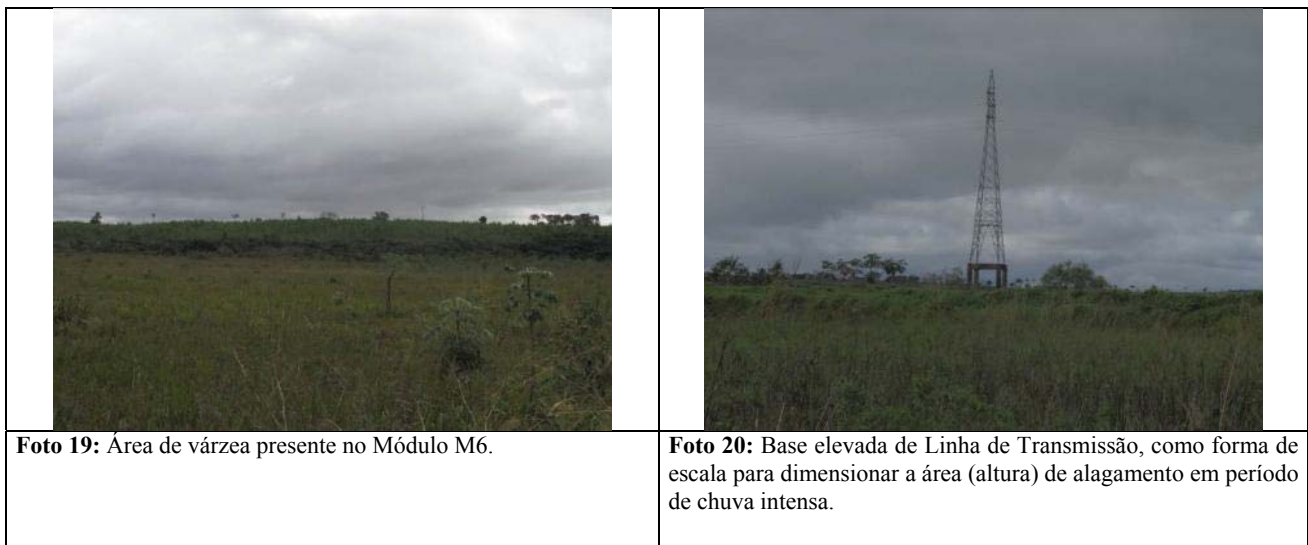 Foto 19: Área de várzea presente no Módulo M6.
Foto 20: Base elevada de Linha de Transmissão, como forma de
escala para dimensionar a área (altura) de alagamento em período
de chuva intensa.